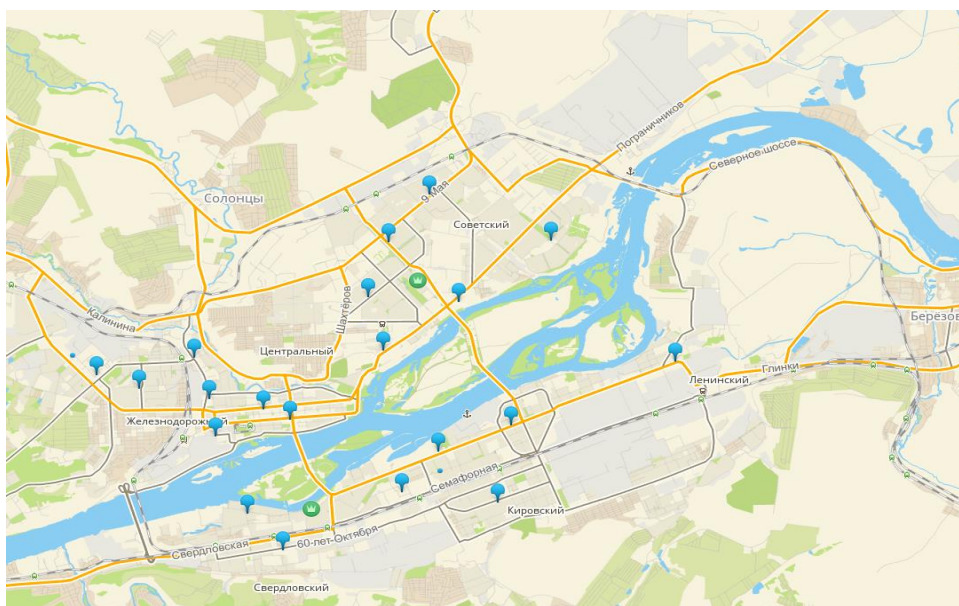 Пограничников
Северное шоссе
Солонцы
9 Мая
Советский
Калинина
Шахтёров
Берёзов
Центральный
Глинки
Ленинский
Железнодорожный
Семафорная
Кировский
60-лет-Октября
Свердловская
Свердловский